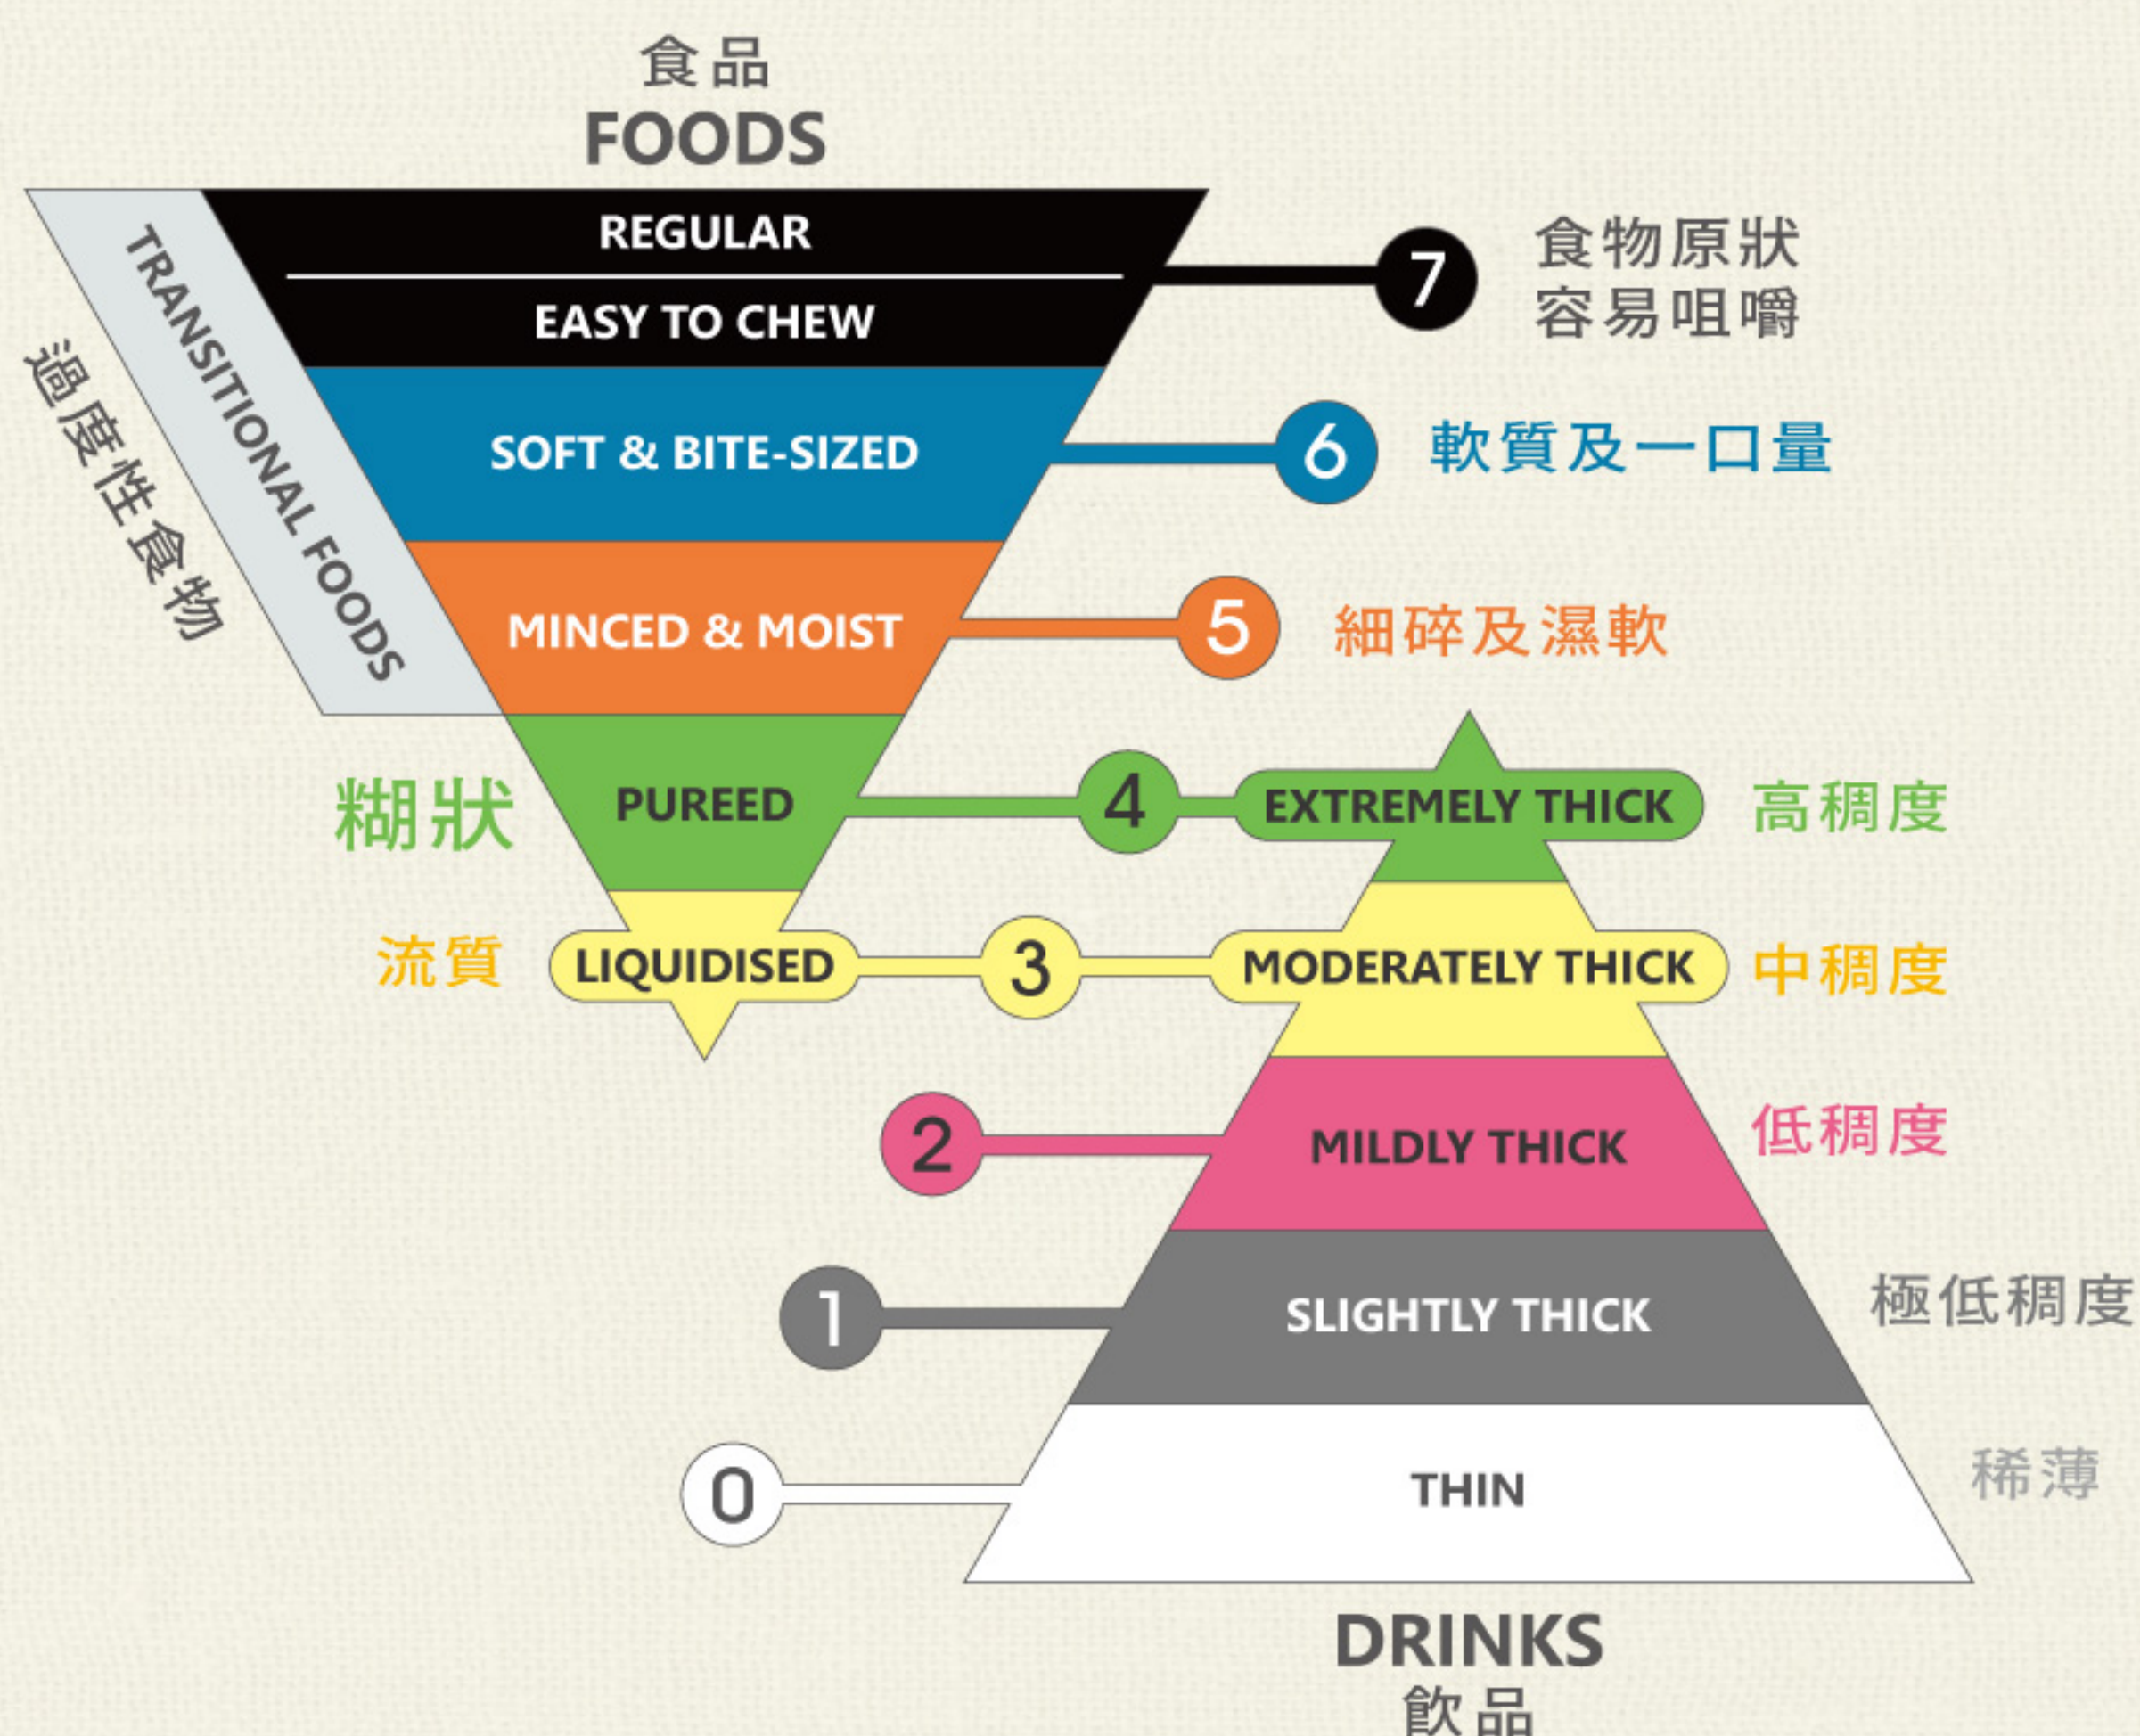 食品
FOODS
REGULAR
EASY TO CHEW
7
食物原狀
容易咀嚼
TRANSITIONAL FOODS
過度性食物
SOFT & BITE-SIZED
6
軟質及一口量
MINCED & MOIST
5
細碎及濕軟
糊狀
PUREED
4
EXTREMELY THICK
高稠度
流質
LIQUIDISED
3
MODERATELY THICK
中稠度
2
MILDLY THICK
低稠度
1
SLIGHTLY THICK
極低稠度
0
THIN
稀薄
DRINKS
飲品